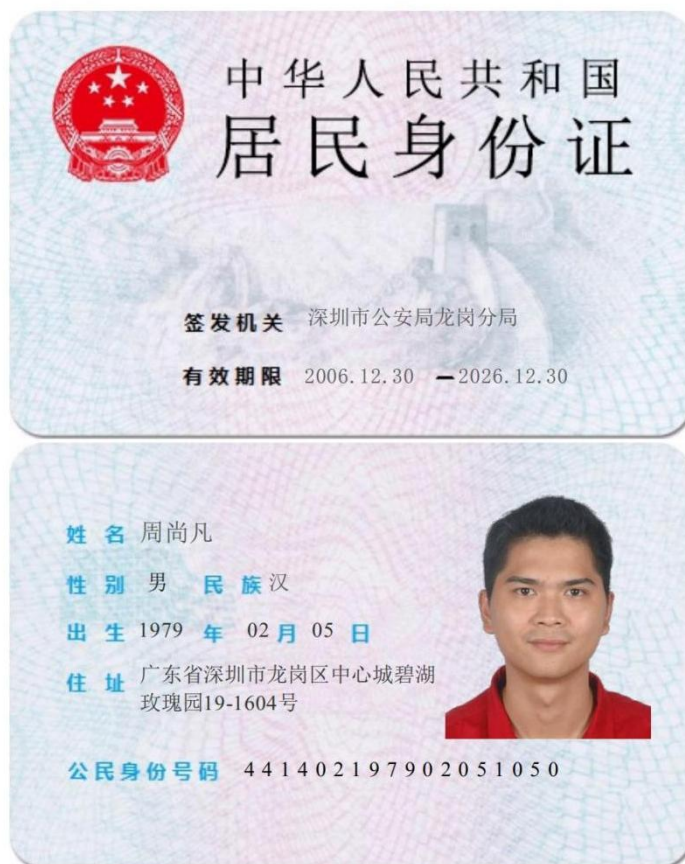 中华人民共和国
居民身份证
签发机关 深圳市公安局龙岗分局
有效期限 2006.12.30 －2026.12.30
姓名 周尚凡
性别 男 民族 汉
出生 1979 年 02 月 05 日
住址 广东省深圳市龙岗区中心城碧湖
玫瑰园19-1604号
公民身份号码 441402197902051050